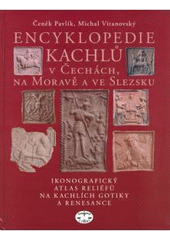 Čeněk Pavlík, Michal Vitanovský
ENCYKLOPEDIE
KACHLŮ
V ČECHÁCH,
NA MORAVĚ A VE SLEZSKU
IKONOGRAFICKÝ
ATLAS RELIÉFŮ
NA KACHLÍCH GOTIKY
A RENESANCE